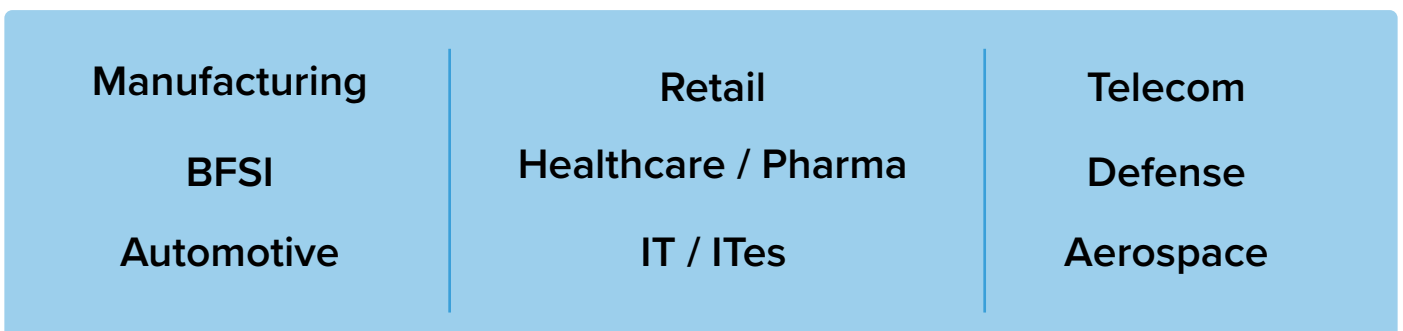 Manufacturing
BFSI
Automotive
Retail
Healthcare / Pharma
IT / ITes
Telecom
Defense
Aerospace